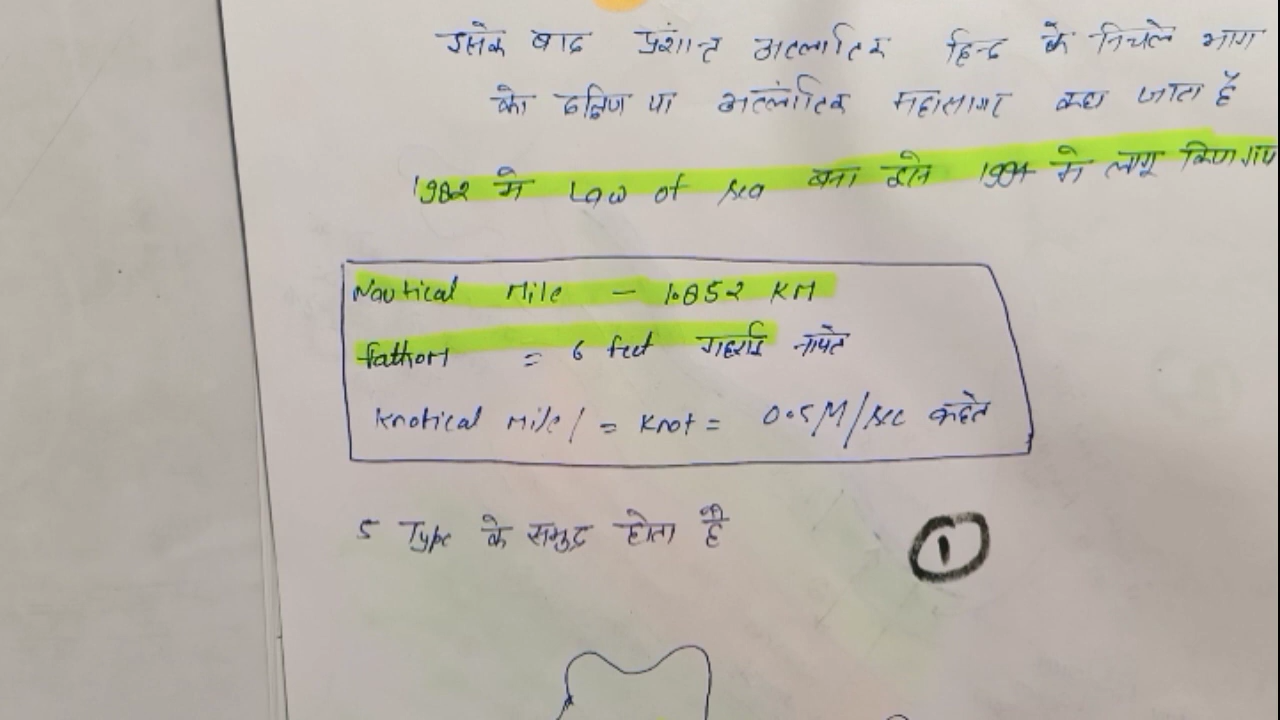 उसके बाद प्रशान्त अटलांटिक हिन्द के निचले भाग
को दक्षिण या अटलांटिक महासागर कहा जाता है
1982 मे Law of sea बना और 1994 मे लागू किया गया
Nautical Mile - 1.852 KM
fathom = 6 feet गहराई नापते
Knotical Mile / = Knot = 0.5 M/sec कहते
5 Type के समुद्र होता है
1